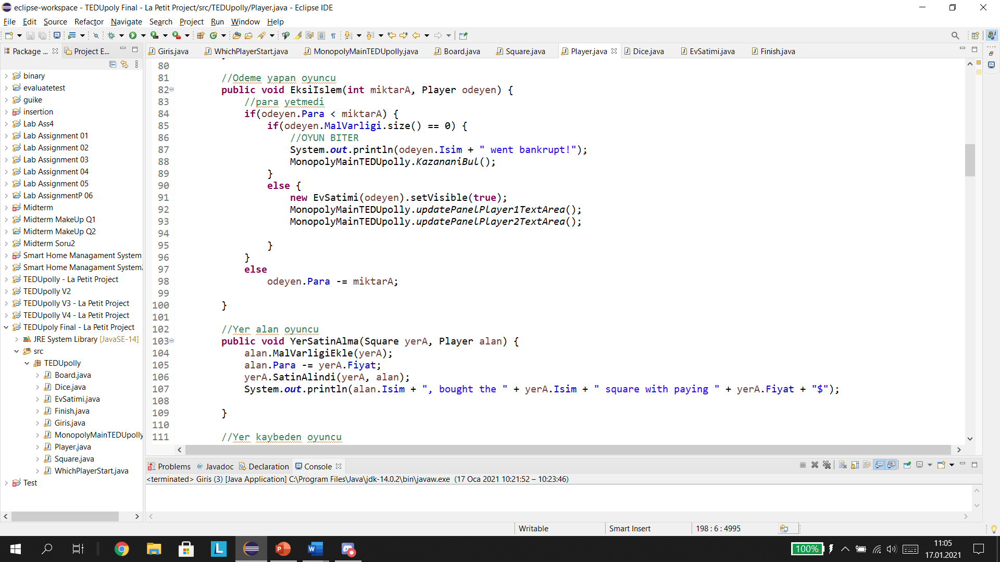 eclipse-workspace - TEDUpoly Final - La Petit Project/src/TEDUpolly/Player.java - Eclipse IDE
File Edit Source Refactor Navigate Search Project Run Window Help
Package ... Project E... Giris.java WhichPlayerStart.java MonopolyMainTEDUpolly.java Board.java Square.java Player.java Dice.java EvSatimi.java Finish.java
binary
evaluatetest
guike
insertion
Lab Ass4
Lab Assignment 01
Lab Assignment 02
Lab Assignment 03
Lab Assignment 04
Lab Assignment 05
Lab AssignmentP 06
Midterm
Midterm MakeUp Q1
Midterm MakeUp Q2
Midterm Soru2
Smart Home Managament System
Smart Home Managament System2
TEDUpolly - La Petit Project
TEDUpolly V2
TEDUpolly V3 - La Petit Project
TEDUpolly V4 - La Petit Project
TEDUpoly Final - La Petit Project
JRE System Library [JavaSE-14]
src
TEDUpolly
Board.java
Dice.java
EvSatimi.java
Finish.java
Giris.java
MonopolyMainTEDUpolly
Player.java
Square.java
WhichPlayerStart.java
Test
80
81 //Odeme yapan oyuncu
82 public void EksiIslem(int miktarA, Player odeyen) {
83 //para yetmedi
84 if(odeyen.Para < miktarA) {
85 if(odeyen.MalVarligi.size() == 0) {
86 //OYUN BITER
87 System.out.println(odeyen.Isim + " went bankrupt!");
88 MonopolyMainTEDUpolly.KazananiBul();
89 }
90 else {
91 new EvSatimi(odeyen).setVisible(true);
92 MonopolyMainTEDUpolly.updatePanelPlayer1TextArea();
93 MonopolyMainTEDUpolly.updatePanelPlayer2TextArea();
94
95 }
96 }
97 else
98 odeyen.Para -= miktarA;
99
100 }
101
102 //Yer alan oyuncu
103 public void YerSatinAlma(Square yerA, Player alan) {
104 alan.MalVarligiEkle(yerA);
105 alan.Para -= yerA.Fiyat;
106 yerA.SatinAlindi(yerA, alan);
107 System.out.println(alan.Isim + ", bought the " + yerA.Isim + " square with paying " + yerA.Fiyat + "$");
108
109 }
110
111 //Yer kaybeden oyuncu
Problems Javadoc Declaration Console
<terminated> Giris (3) [Java Application] C:\Program Files\Java\jdk-14.0.2\bin\javaw.exe (17 Oca 2021 10:21:52 – 10:23:46)
Writable Smart Insert 198 : 6 : 4995
100% 11:05
17.01.2021